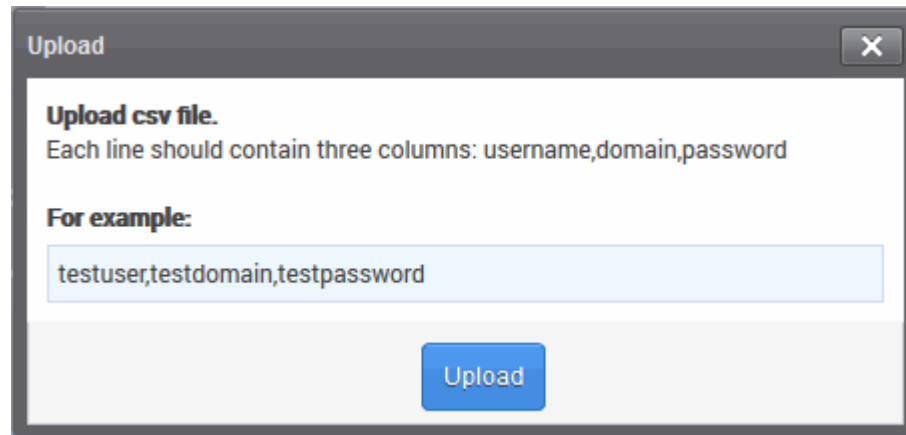 Upload
Upload csv file.
Each line should contain three columns: username,domain,password
For example:
testuser,testdomain,testpassword
Upload